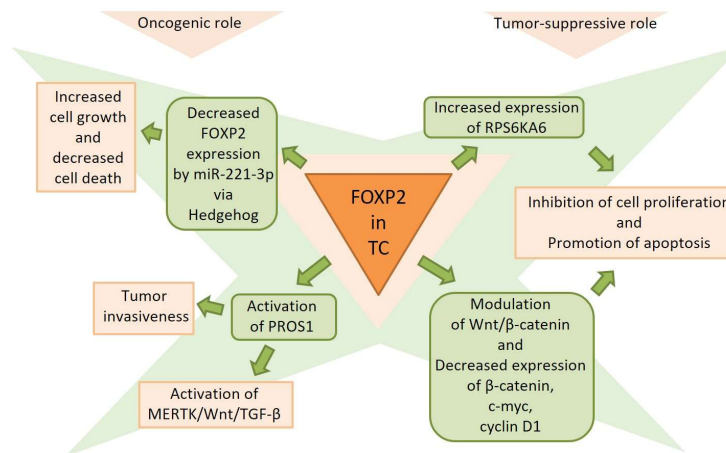 Oncogenic role
Tumor-suppressive role
Increased
cell growth
and
decreased
cell death
Decreased
FOXP2
expression
by miR-221-3p
via
Hedgehog
Increased expression
of RPS6KA6
FOXP2
in
TC
Inhibition of cell proliferation
and
Promotion of apoptosis
Tumor
invasiveness
Activation
of PROS1
Activation of
MERTK/Wnt/TGF-β
Modulation
of Wnt/β-catenin
and
Decreased expression
of β-catenin,
c-myc,
cyclin D1